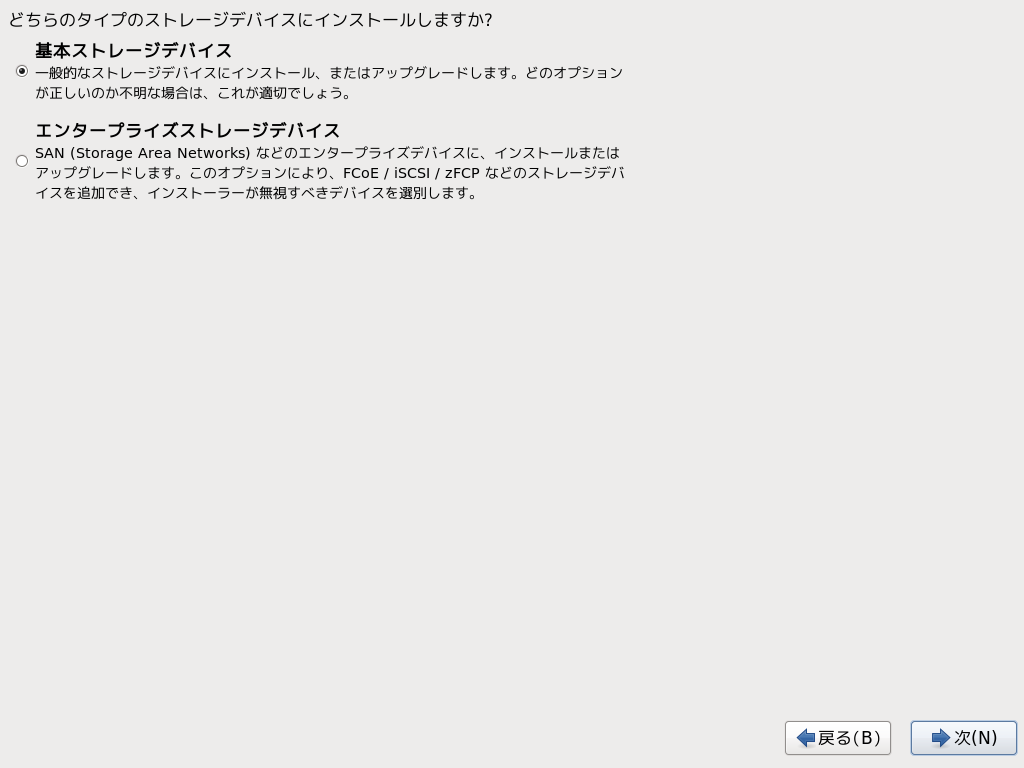 どちらのタイプのストレージデバイスにインストールしますか?
基本ストレージデバイス
一般的なストレージデバイスにインストール、またはアップグレードします。どのオプション
が正しいのか不明な場合は、これが適切でしょう。
エンタープライズストレージデバイス
SAN (Storage Area Networks) などのエンタープライズデバイスに、インストールまたは
アップグレードします。このオプションにより、FCoE / iSCSI / zFCP などのストレージデバ
イスを追加でき、インストーラーが無視すべきデバイスを選別します。
戻る(B)
次(N)